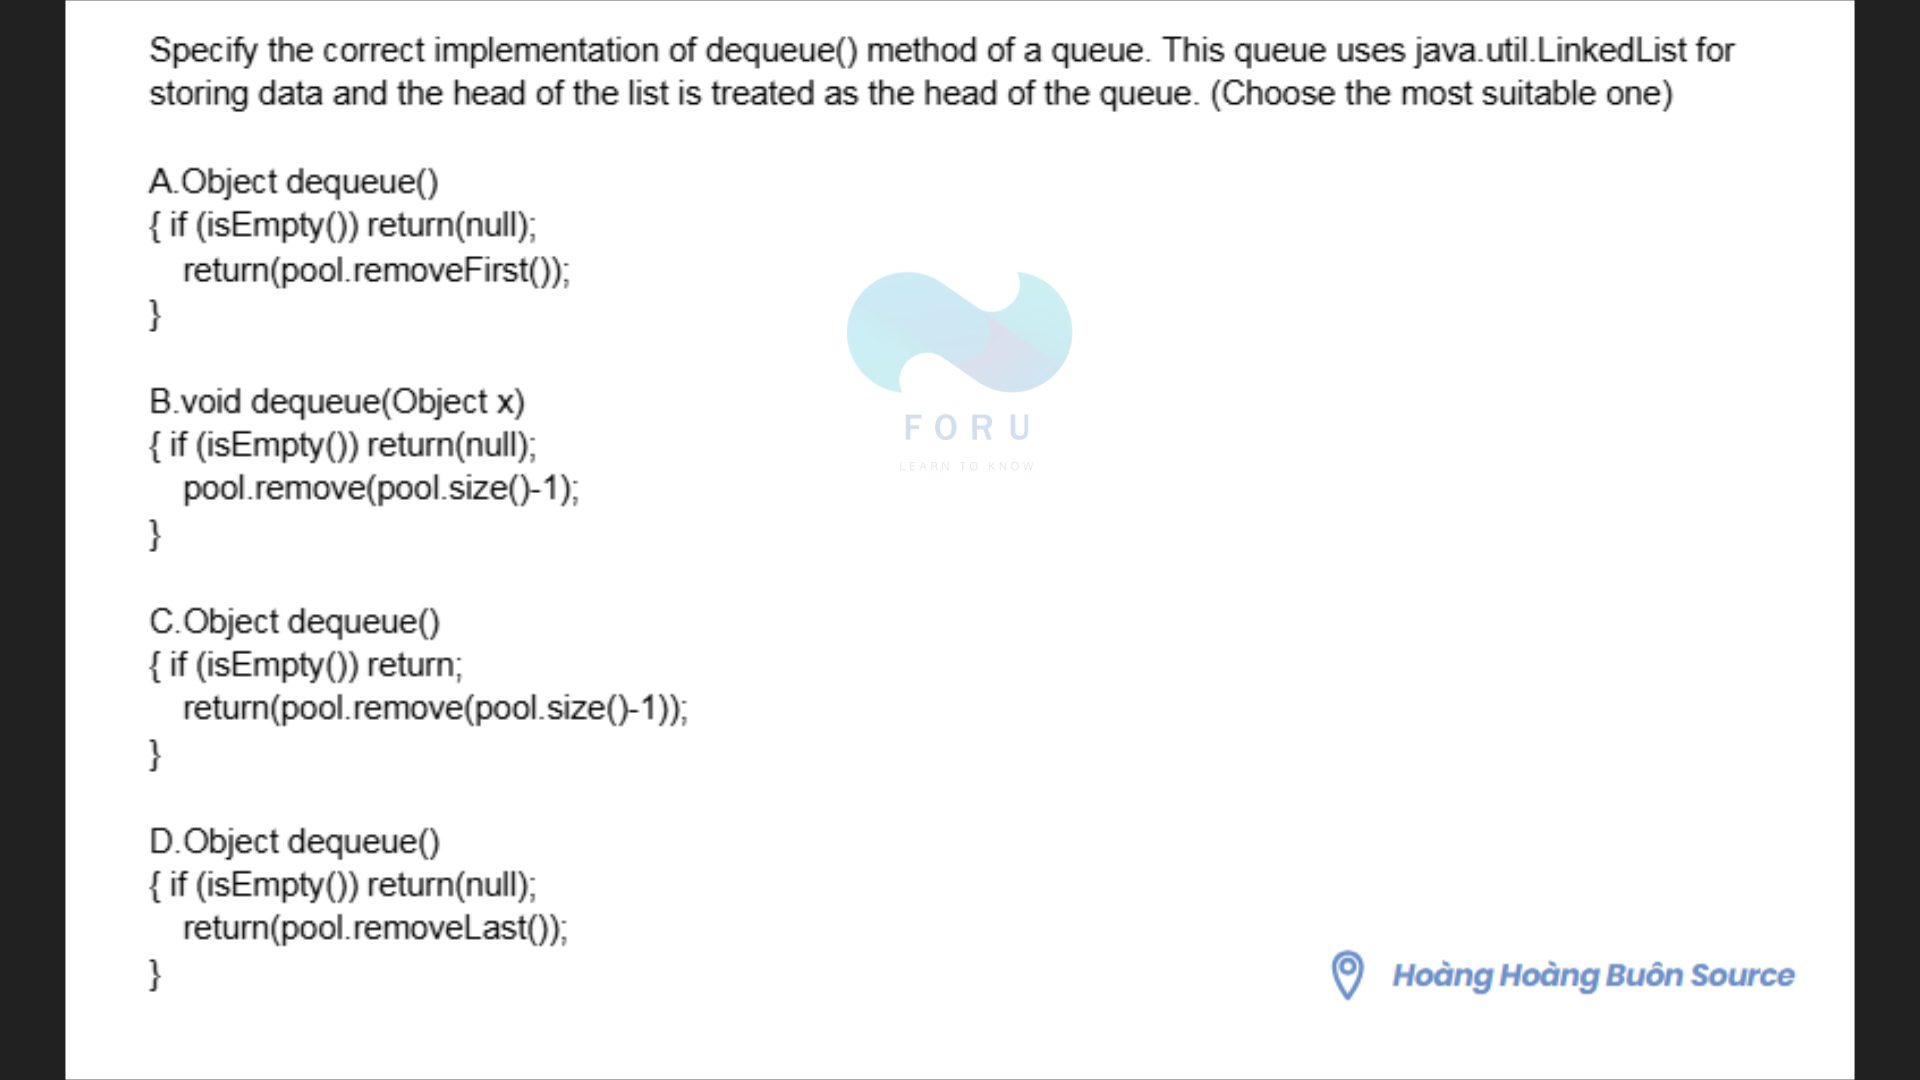 Specify the correct implementation of dequeue() method of a queue. This queue uses java.util.LinkedList for
storing data and the head of the list is treated as the head of the queue. (Choose the most suitable one)
A.Object dequeue()
{ if (isEmpty()) return(null);
return(pool.removeFirst());
}
B.void dequeue(Object x)
{ if (isEmpty()) return(null);
pool.remove(pool.size()-1);
}
C.Object dequeue()
{ if (isEmpty()) return;
return(pool.remove(pool.size()-1));
}
D.Object dequeue()
{ if (isEmpty()) return(null);
return(pool.removeLast());
}
FORU
LEARN TO KNOW
Hoàng Hoàng Buôn Source